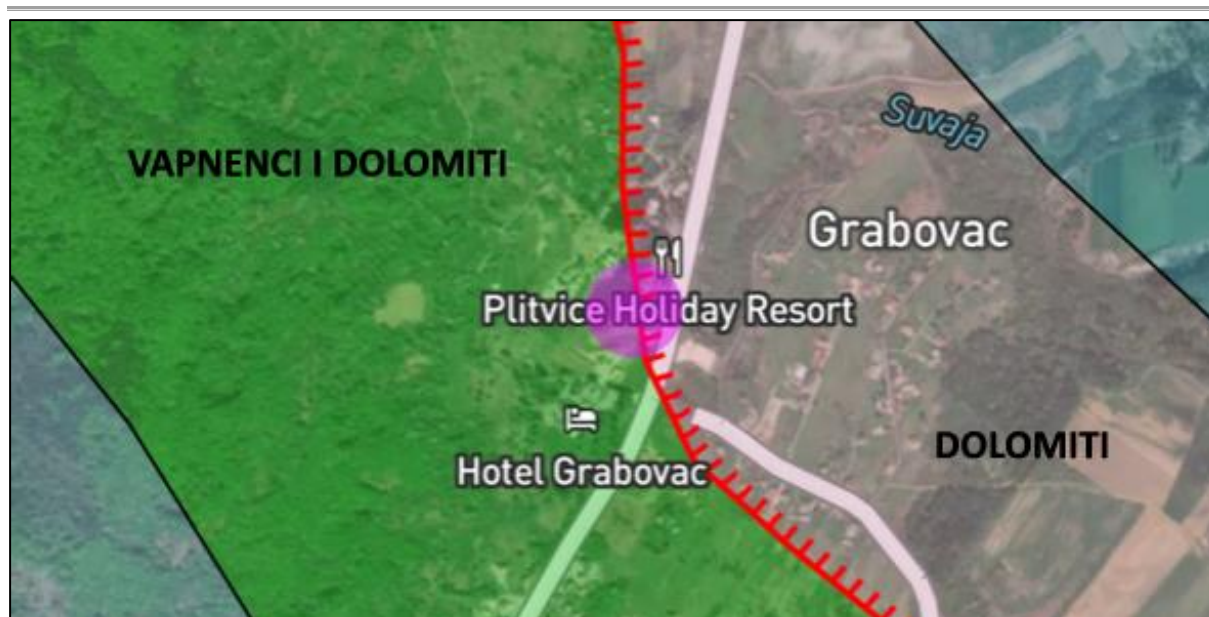 Suvaja
VAPNENCI I DOLOMITI
Grabovac
Plitvice Holiday Resort
DOLOMITI
Hotel Grabovac